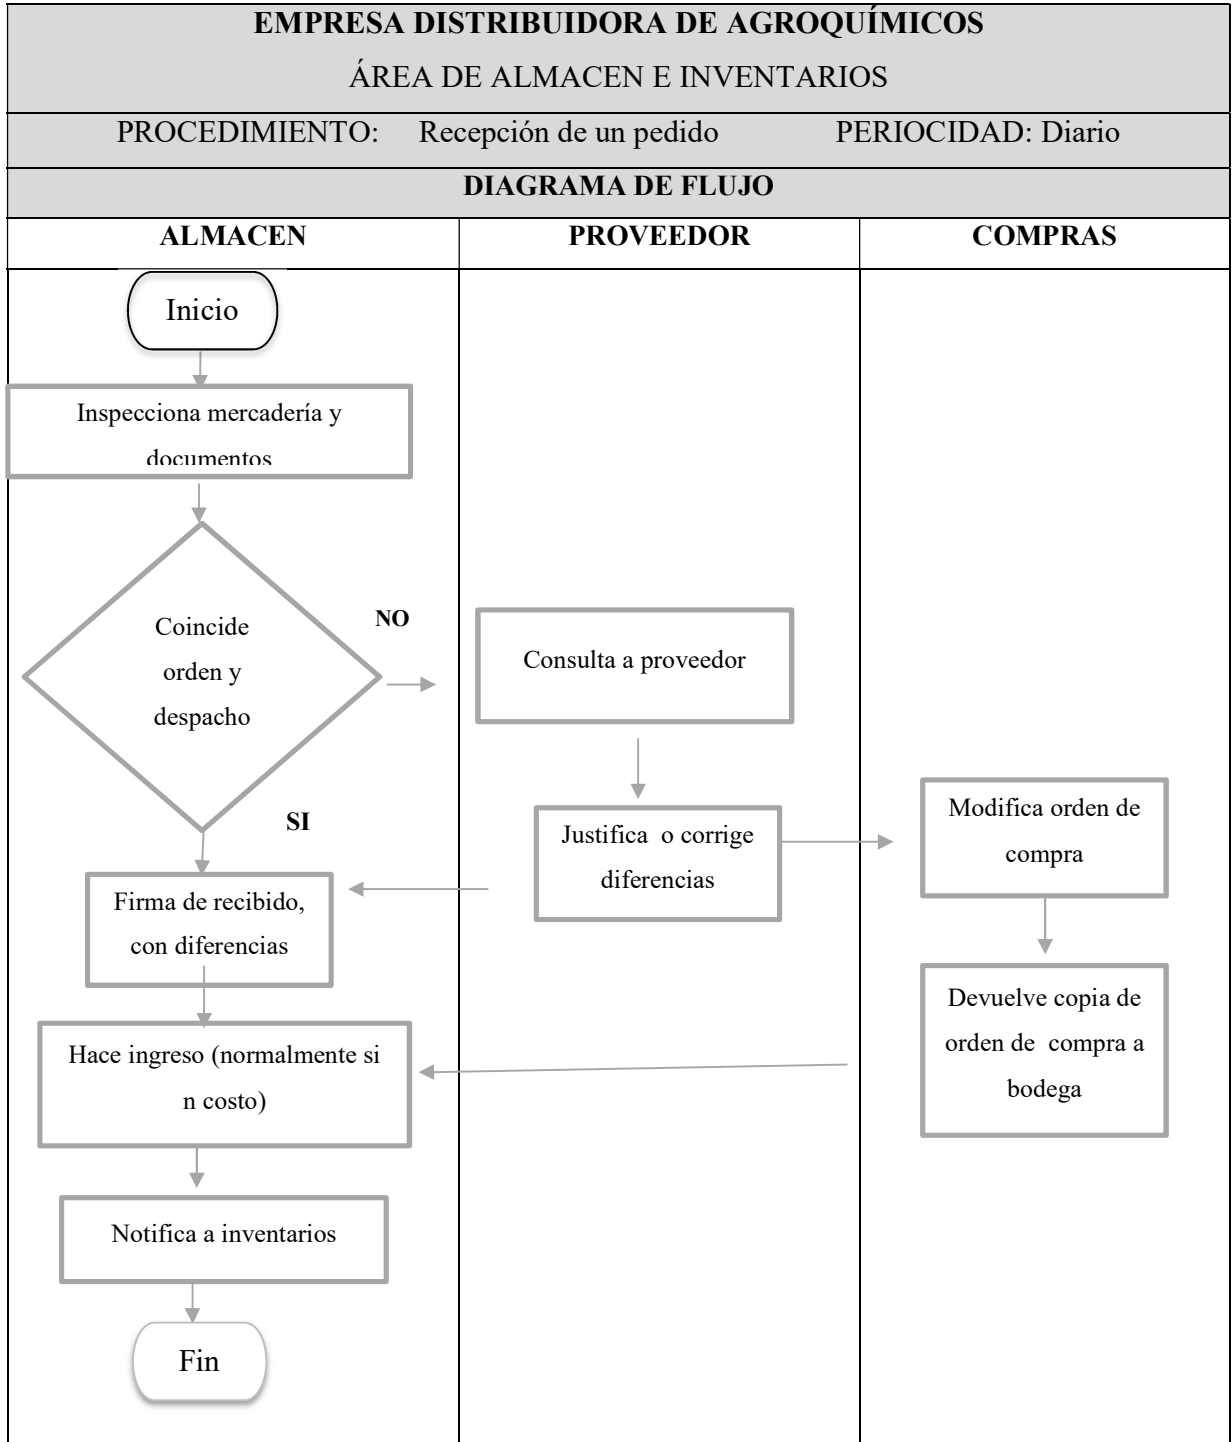 EMPRESA DISTRIBUIDORA DE AGROQUÍMICOS
ÁREA DE ALMACEN E INVENTARIOS
PROCEDIMIENTO: Recepción de un pedido PERIOCIDAD: Diario
DIAGRAMA DE FLUJO
ALMACEN PROVEEDOR COMPRAS
Inicio
Inspecciona mercadería y
documentos
Coincide
orden y
despacho
NO
SI
Consulta a proveedor
Justifica o corrige
diferencias
Modifica orden de
compra
Devuelve copia de
orden de compra a
bodega
Firma de recibido,
con diferencias
Hace ingreso (normalmente si
n costo)
Notifica a inventarios
Fin